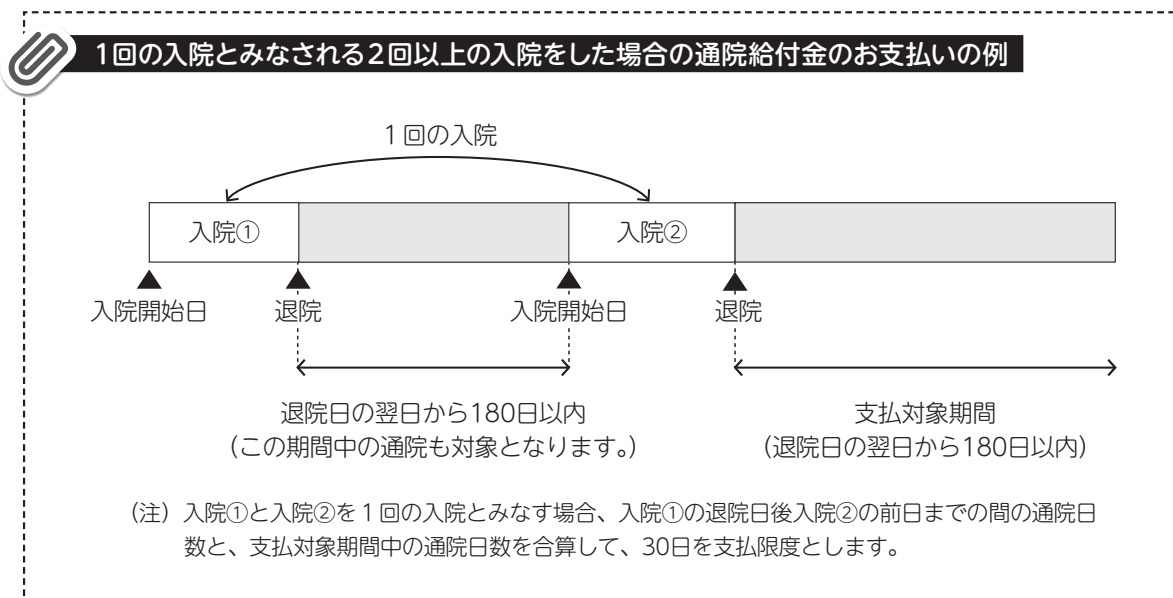 1回の入院とみなされる2回以上の入院をした場合の通院給付金のお支払いの例
1回の入院
入院①
入院②
入院開始日
退院
入院開始日
退院
退院日の翌日から180日以内
（この期間中の通院も対象となります。）
支払対象期間
（退院日の翌日から180日以内）
（注）入院①と入院②を1回の入院とみなす場合、入院①の退院日後入院②の前日までの間の通院日
数と、支払対象期間中の通院日数を合算して、30日を支払限度とします。